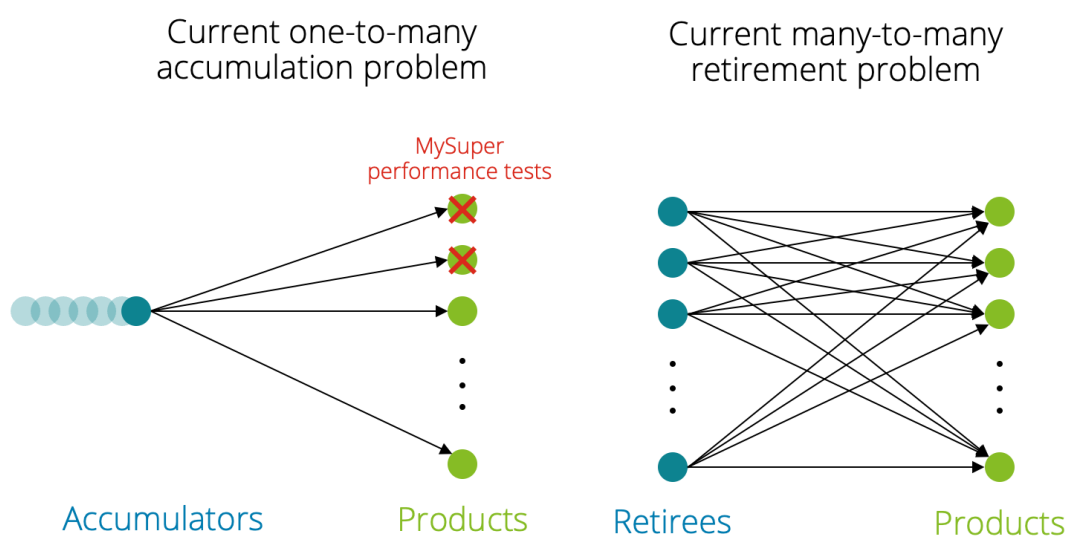 Current one-to-many
accumulation problem
Current many-to-many
retirement problem
MySuper
performance tests
Accumulators
Products
Retirees
Products